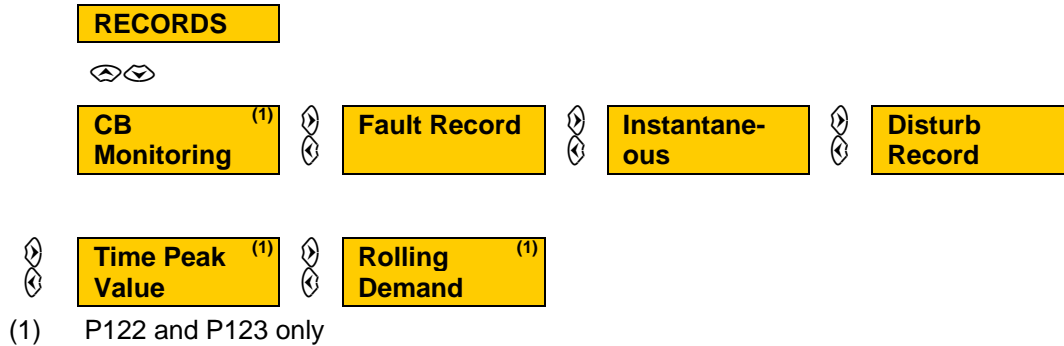 RECORDS
CB (1) Fault Record Instantane- Disturb
Monitoring ous Record
Time Peak (1) Rolling (1)
Value Demand
(1) P122 and P123 only